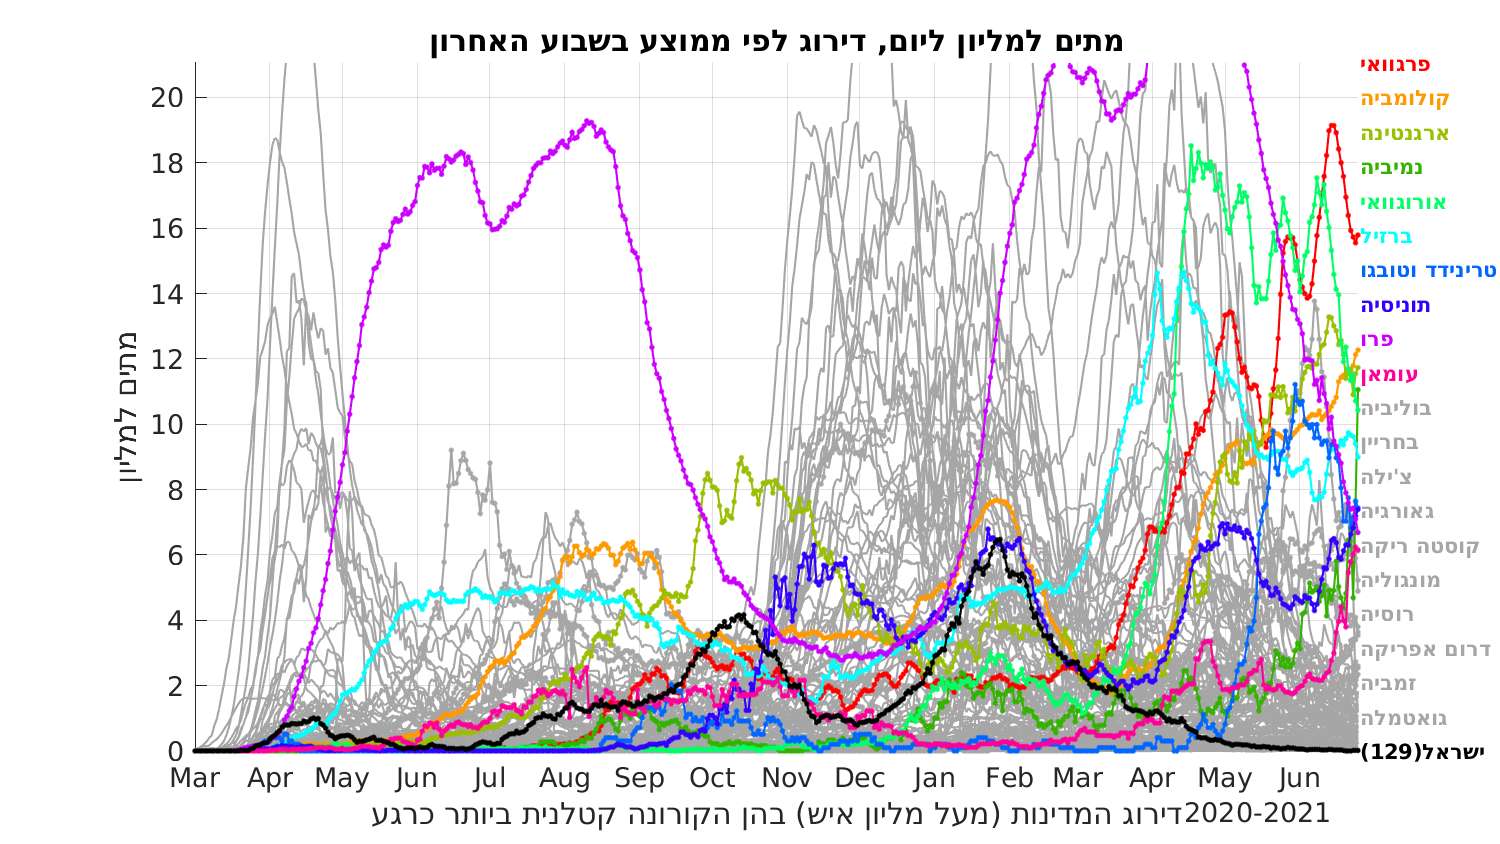 מתים למליון ליום, דירוג לפי ממוצע בשבוע האחרון
מתים למליון
20
18
16
14
12
10
8
6
4
2
0
Mar Apr May Jun Jul Aug Sep Oct Nov Dec Jan Feb Mar Apr May Jun
דירוג המדינות (מעל מליון איש) בהן הקורונה קטלנית ביותר כרגע2020-2021
פרגוואי
קולומביה
ארגנטינה
נמיביה
אורוגוואי
ברזיל
טרינידד וטובגו
תוניסיה
פרו
עומאן
בוליביה
בחריין
צ'ילה
גאורגיה
קוסטה ריקה
מונגוליה
רוסיה
דרום אפריקה
זמביה
גואטמלה
ישראל(129)